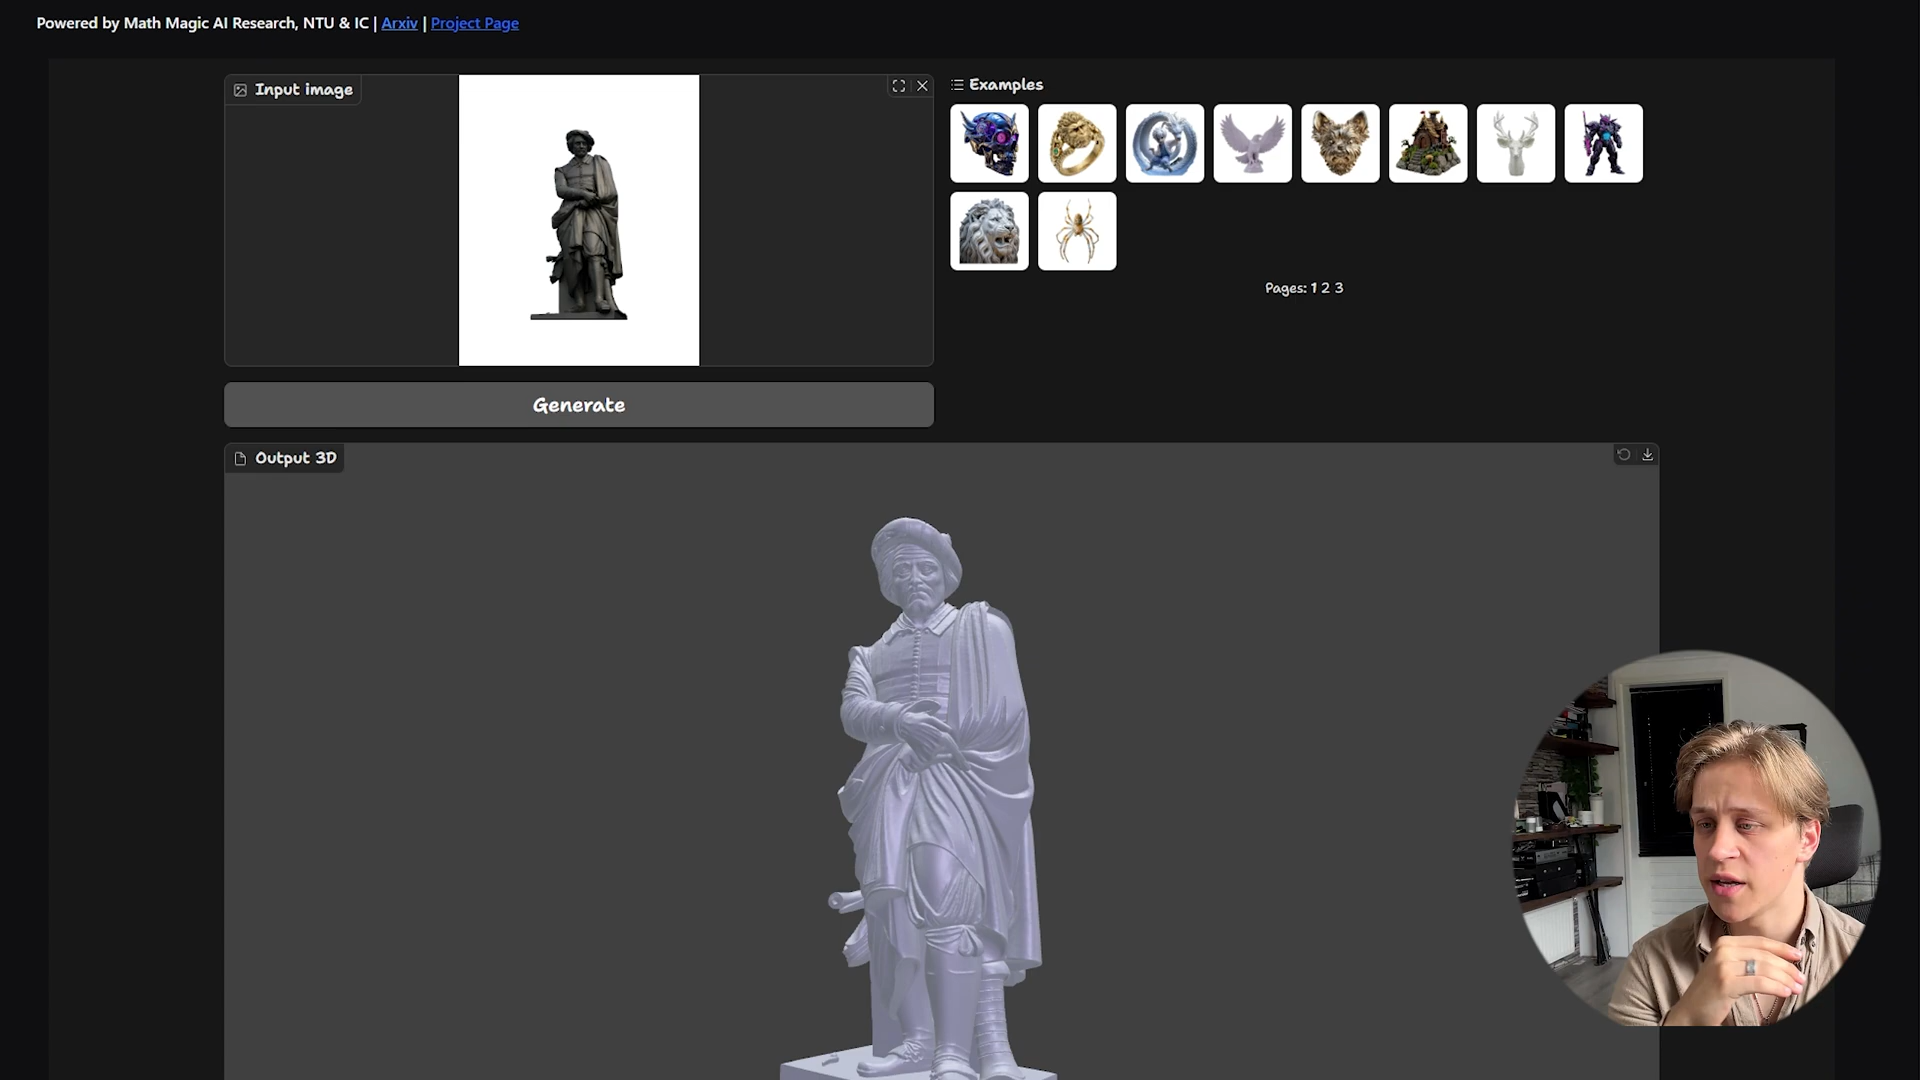 Powered by Math Magic AI Research, NTU & IC | Arxiv | Project Page
Input image
Examples
Pages: 1 2 3
Generate
Output 3D